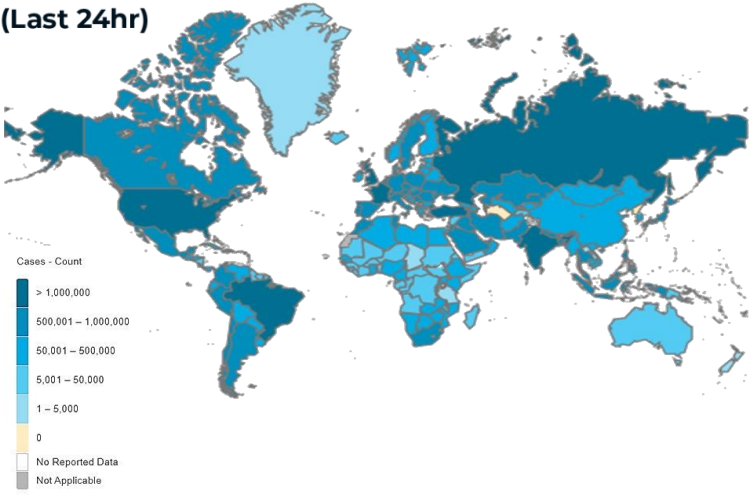 (Last 24hr)
Cases - Count
> 1,000,000
500,001 – 1,000,000
50,001 – 500,000
5,001 – 50,000
1 – 5,000
0
No Reported Data
Not Applicable